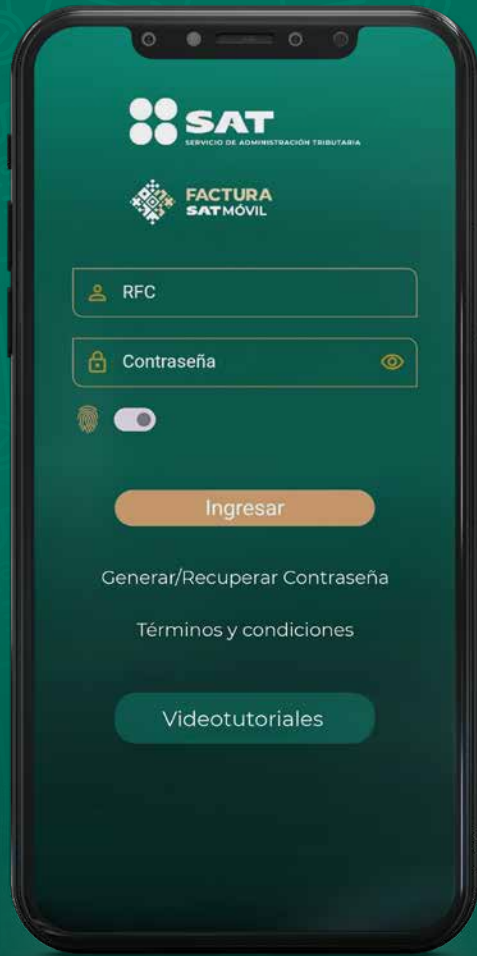 SAT
SERVICIO DE ADMINISTRACIÓN TRIBUTARIA
FACTURA
SATMÓVIL
RFC
Contraseña
Ingresar
Generar/Recuperar Contraseña
Términos y condiciones
Videotutoriales